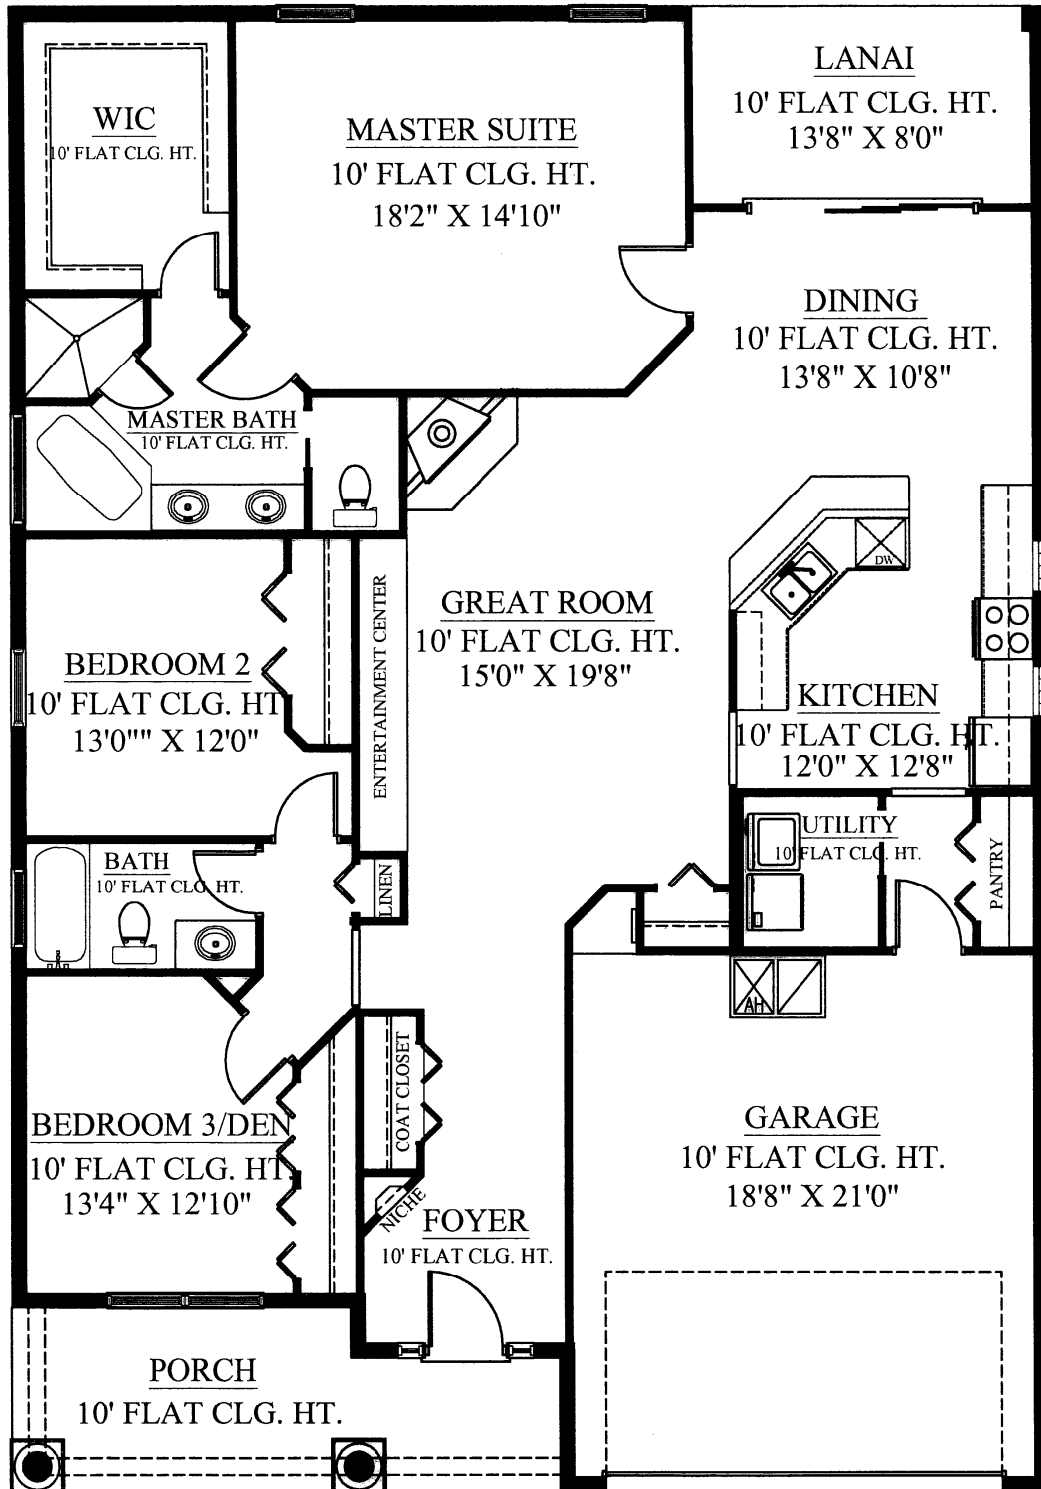 WIC
10' FLAT CLG. HT.
MASTER SUITE
10' FLAT CLG. HT.
18'2" X 14'10"
LANAI
10' FLAT CLG. HT.
13'8" X 8'0"
DINING
10' FLAT CLG. HT.
13'8" X 10'8"
MASTER BATH
10' FLAT CLG. HT.
DW
GREAT ROOM
10' FLAT CLG. HT.
15'0" X 19'8"
ENTERTAINMENT CENTER
BEDROOM 2
10' FLAT CLG. HT
13'0"" X 12'0"
KITCHEN
10' FLAT CLG. HT.
12'0" X 12'8"
UTILITY
10' FLAT CLG. HT.
PANTRY
BATH
10' FLAT CLG. HT.
LINEN
AH
COAT CLOSET
BEDROOM 3/DEN
10' FLAT CLG. HT.
13'4" X 12'10"
GARAGE
10' FLAT CLG. HT.
18'8" X 21'0"
NICHE
FOYER
10' FLAT CLG. HT.
PORCH
10' FLAT CLG. HT.